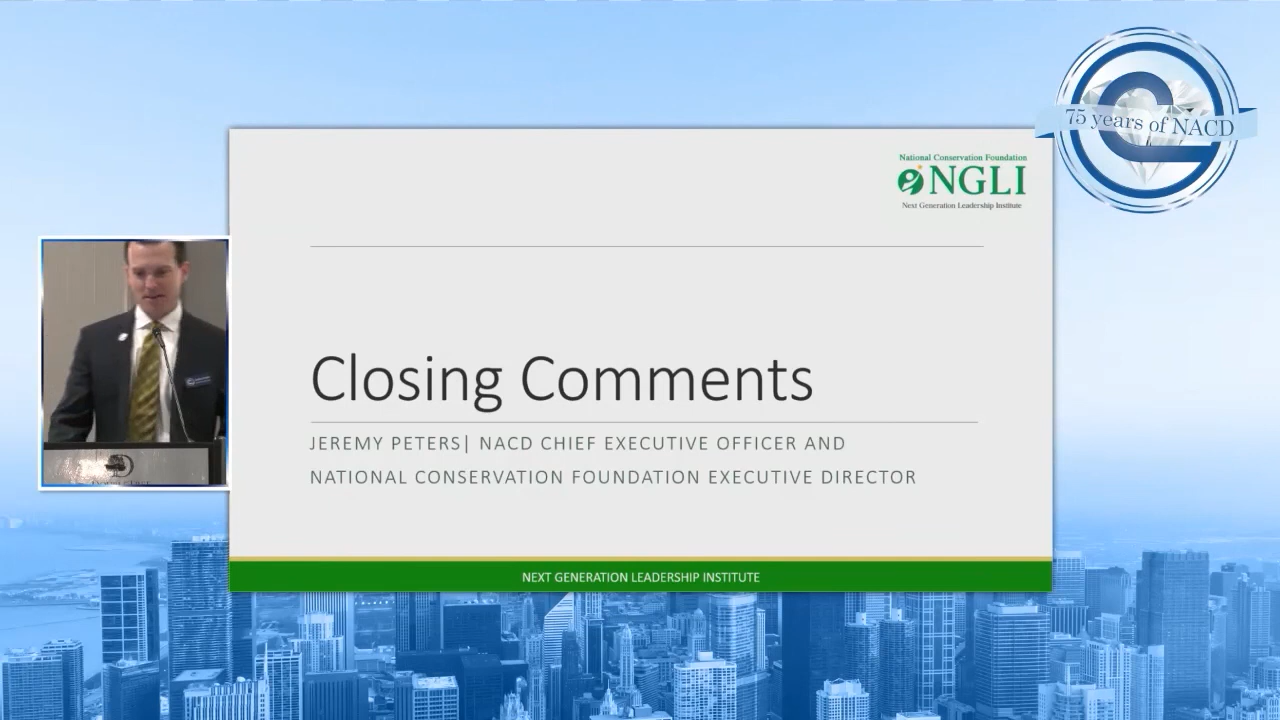 75 years of NACD
National Conservation Foundation
NGLI
Next Generation Leadership Institute
Closing Comments
JEREMY PETERS| NACD CHIEF EXECUTIVE OFFICER AND
NATIONAL CONSERVATION FOUNDATION EXECUTIVE DIRECTOR
NEXT GENERATION LEADERSHIP INSTITUTE